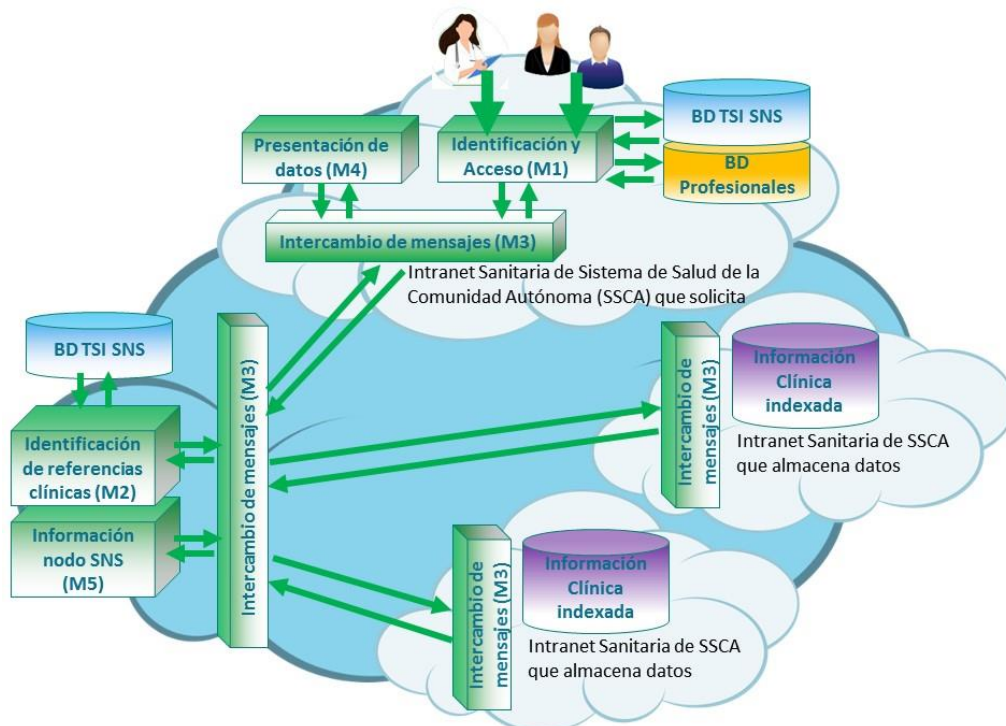 BD TSI SNS
BD
Profesionales
Presentación de
datos (M4)
Identificación y
Acceso (M1)
Intercambio de mensajes (M3)
Intranet Sanitaria de Sistema de Salud de la
Comunidad Autónoma (SSCA) que solicita
BD TSI SNS
Identificación
de referencias
clínicas (M2)
Información
nodo SNS
(M5)
Intercambio de mensajes (M3)
Intercambio de
mensajes (M3)
Información
Clínica
indexada
Intranet Sanitaria de SSCA
que almacena datos
Intercambio de
mensajes (M3)
Información
Clínica
indexada
Intranet Sanitaria de SSCA
que almacena datos